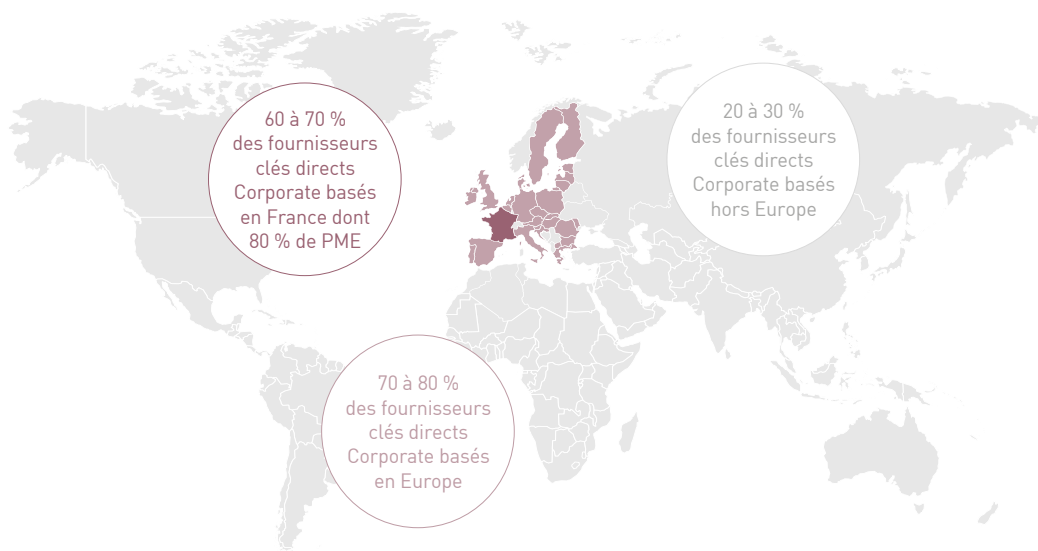 60 à 70 %
des fournisseurs
clés directs
Corporate basés
en France dont
80 % de PME
20 à 30 %
des fournisseurs
clés directs
Corporate basés
hors Europe
70 à 80 %
des fournisseurs
clés directs
Corporate basés
en Europe